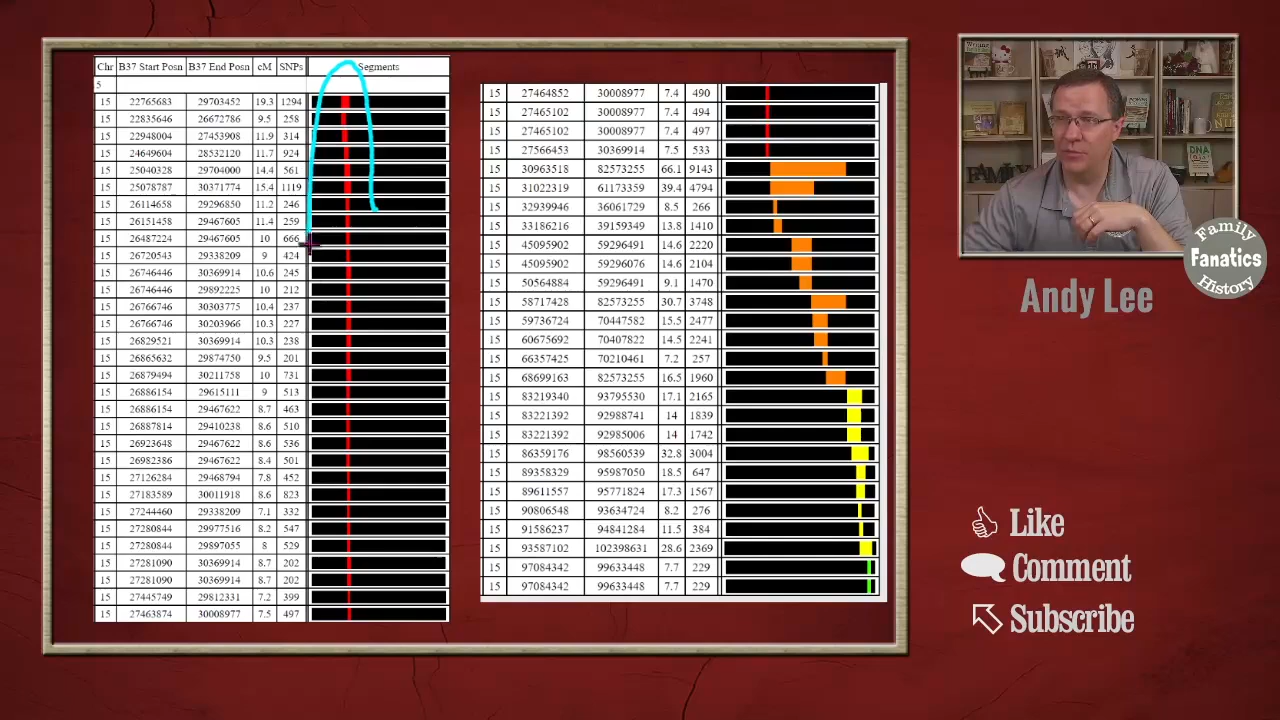 Chr B37 Start Posn B37 End Posn cM SNPs Segments
5
15 22765683 29703452 19.3 1294
15 22835646 26672786 9.5 258
15 22948004 27453908 11.9 314
15 24649604 28532120 11.7 924
15 25040328 29704000 14.4 561
15 25078787 30371774 15.4 1119
15 26114658 29296850 11.2 246
15 26151458 29467605 11.4 259
15 26487224 29467605 10 666
15 26720543 29338209 9 424
15 26746446 30369914 10.6 245
15 26746446 29892225 10 212
15 26766746 30303775 10.4 237
15 26766746 30203966 10.3 227
15 26829521 30369914 10.3 238
15 26865632 29874750 9.5 201
15 26879494 30211758 10 731
15 26886154 29615111 9 513
15 26886154 29467622 8.7 463
15 26887814 29410238 8.6 510
15 26923648 29467622 8.6 536
15 26982386 29467622 8.4 501
15 27126284 29468794 7.8 452
15 27183589 30011918 8.6 823
15 27244460 29338209 7.1 332
15 27280844 29977516 8.2 547
15 27280844 29897055 8 529
15 27281090 30369914 8.7 202
15 27281090 30369914 8.7 202
15 27445749 29812331 7.2 399
15 27463874 30008977 7.5 497
15 27464852 30008977 7.4 490
15 27465102 30008977 7.4 494
15 27465102 30008977 7.4 497
15 27566453 30369914 7.5 533
15 30963518 82573255 66.1 9143
15 31022319 61173359 39.4 4794
15 32939946 36061729 8.5 266
15 33186216 39159349 13.8 1410
15 45095902 59296491 14.6 2220
15 45095902 59296076 14.6 2104
15 50564884 59296491 9.1 1470
15 58717428 82573255 30.7 3748
15 59736724 70447582 15.5 2477
15 60675692 70407822 14.5 2241
15 66357425 70210461 7.2 257
15 68699163 82573255 16.5 1960
15 83219340 93795530 17.1 2165
15 83221392 92988741 14 1839
15 83221392 92985006 14 1742
15 86359176 98560539 32.8 3004
15 89358329 95987050 18.5 647
15 89611557 95771824 17.3 1567
15 90806548 93634724 8.2 276
15 91586237 94841284 11.5 384
15 93587102 102398631 28.6 2369
15 97084342 99633448 7.7 229
15 97084342 99633448 7.7 229
DNA
Family
Fanatics
History
Andy Lee
Like
Comment
Subscribe